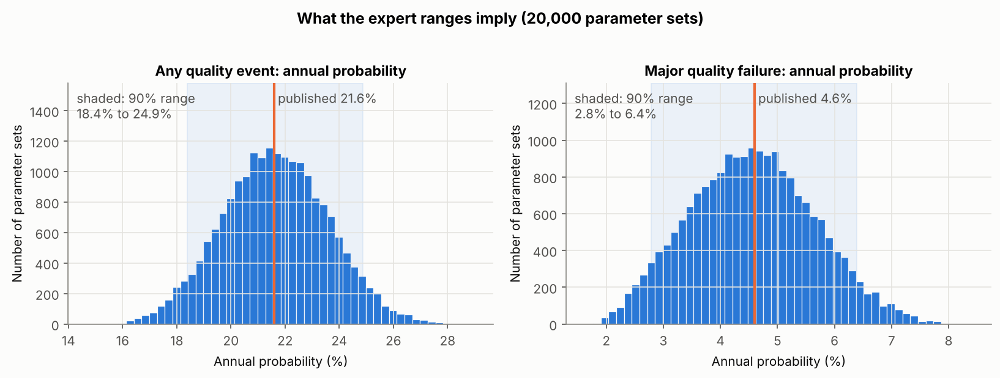 What the expert ranges imply (20,000 parameter sets)
Any quality event: annual probability
shaded: 90% range
18.4% to 24.9%
published 21.6%
Number of parameter sets
1400
1200
1000
800
600
400
200
0
14 16 18 20 22 24 26 28
Annual probability (%)
Major quality failure: annual probability
shaded: 90% range
2.8% to 6.4%
published 4.6%
Number of parameter sets
1200
1000
800
600
400
200
0
2 3 4 5 6 7 8
Annual probability (%)